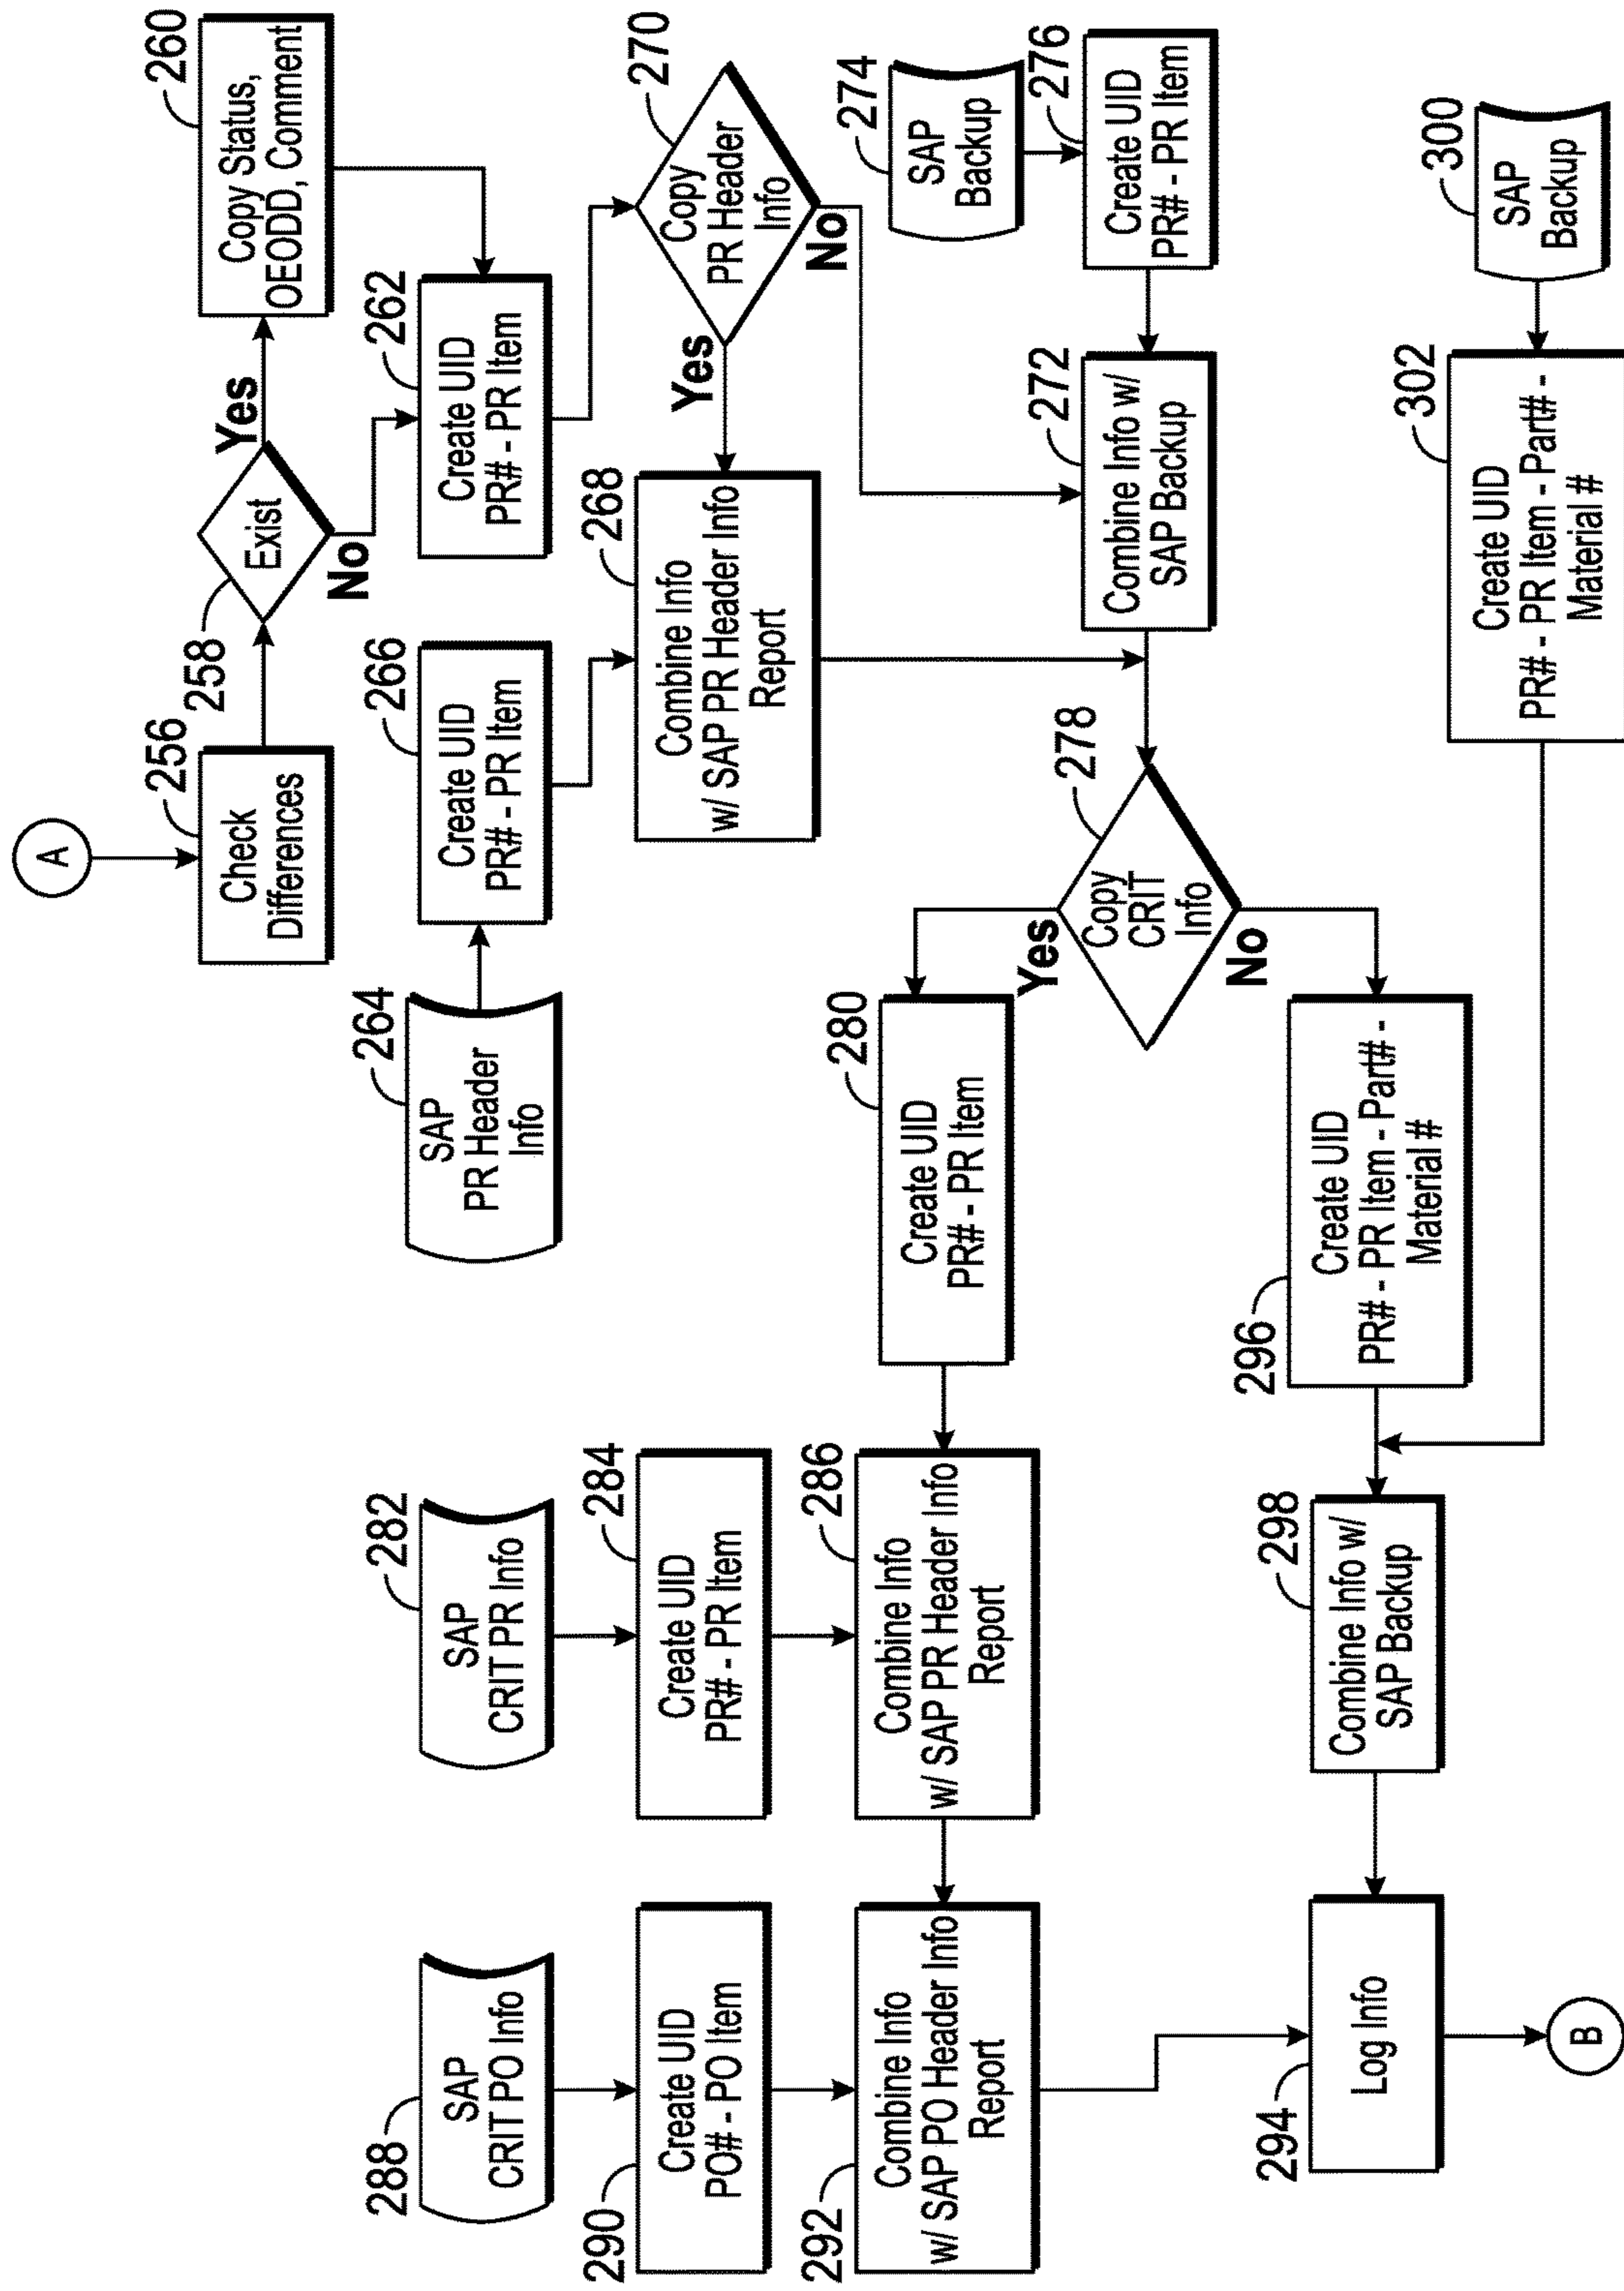 A
256
Check
Differences
258
Exist
Yes
No
260
Copy Status,
OEODD, Comment
262
Create UID
PR# - PR Item
264
SAP
PR Header
Info
266
Create UID
PR# - PR Item
268
Combine Info
w/ SAP PR Header Info
Report
270
Copy
PR Header
Info
Yes
No
272
Combine Info w/
SAP Backup
274
SAP
Backup
276
Create UID
PR# - PR Item
278
Copy
CRIT
Info
Yes
No
280
Create UID
PR# - PR Item
282
SAP
CRIT PR Info
284
Create UID
PR# - PR Item
286
Combine Info
w/ SAP PR Header Info
Report
288
SAP
CRIT PO Info
290
Create UID
PO# - PO Item
292
Combine Info
w/ SAP PO Header Info
Report
294
Log Info
296
Create UID
PR# - PR Item - Part# -
Material #
298
Combine Info w/
SAP Backup
300
SAP
Backup
302
Create UID
PR# - PR Item - Part# -
Material #
B